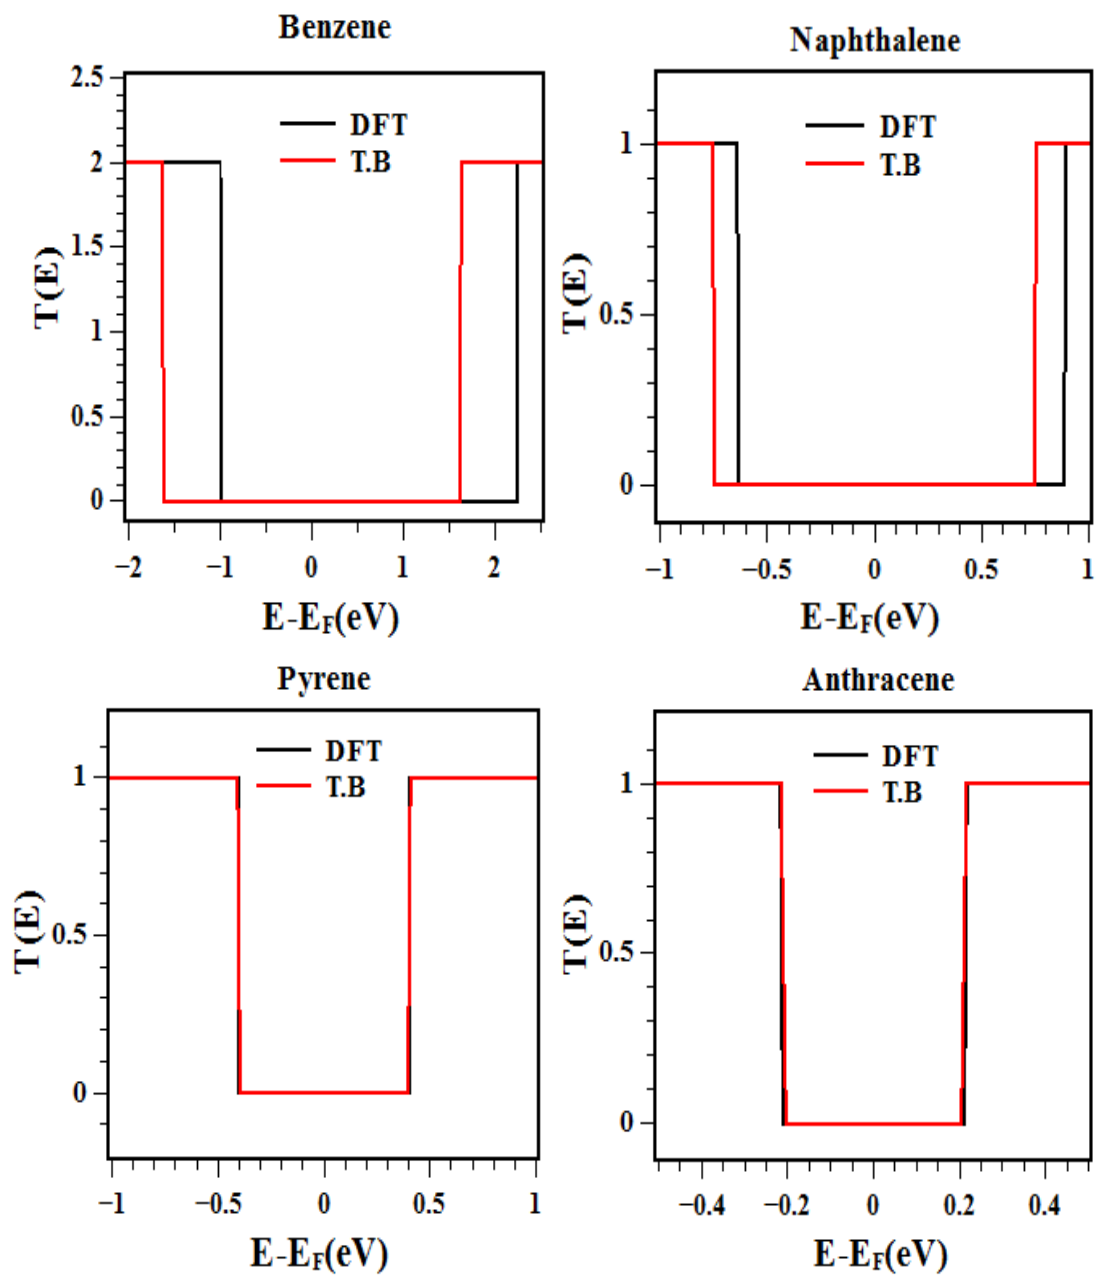 Benzene
2.5
2
1.5
1
0.5
0
T(E)
DFT
T.B
−2 −1 0 1 2
E-EF(eV)
Naphthalene
1
0.5
0
T(E)
DFT
T.B
−1 −0.5 0 0.5 1
E-EF(eV)
Pyrene
1
0.5
0
T(E)
DFT
T.B
−1 −0.5 0 0.5 1
E-EF(eV)
Anthracene
1
0.5
0
T(E)
DFT
T.B
−0.4 −0.2 0 0.2 0.4
E-EF(eV)